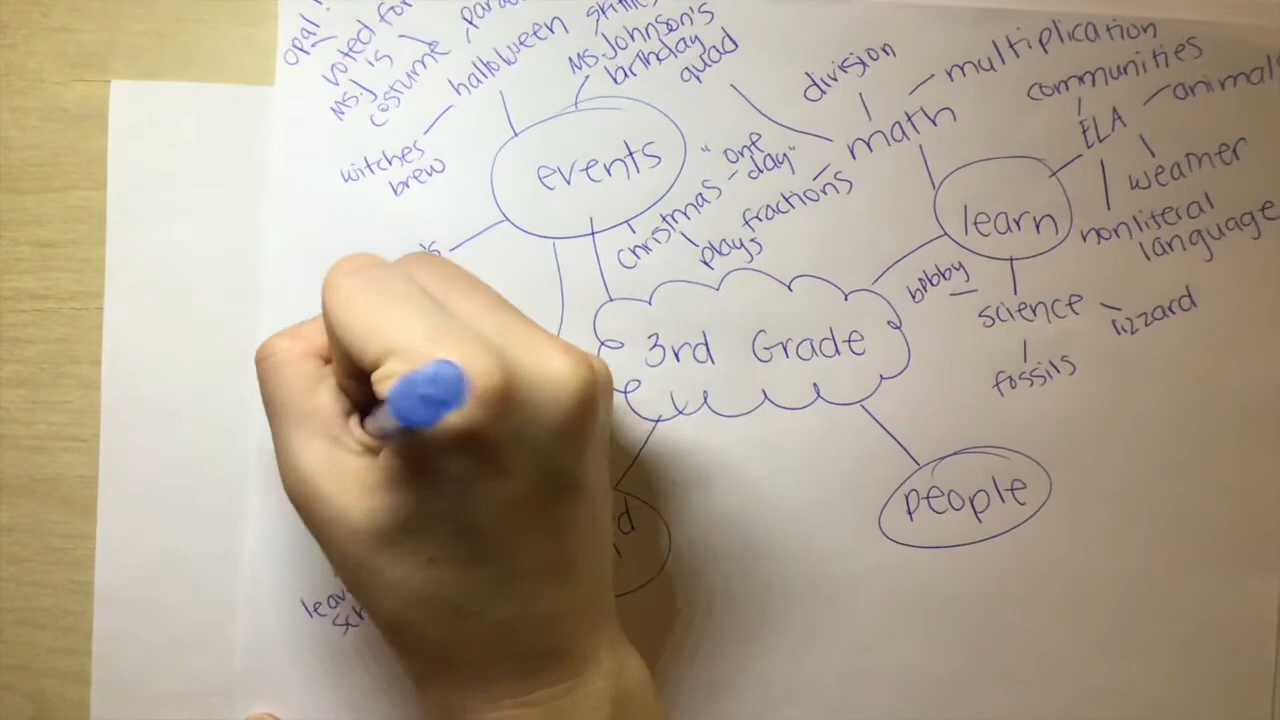 opal!
voted for
Ms. J is
costume
halloween
witches
brew
Ms. Johnson's
birthday
quad
events
"one
day"
christmas -
plays
fractions
division
multiplication
math
communities
ELA
animals
weather
nonliteral
language
learn
bobby
science
lizzard
fossils
3rd Grade
people